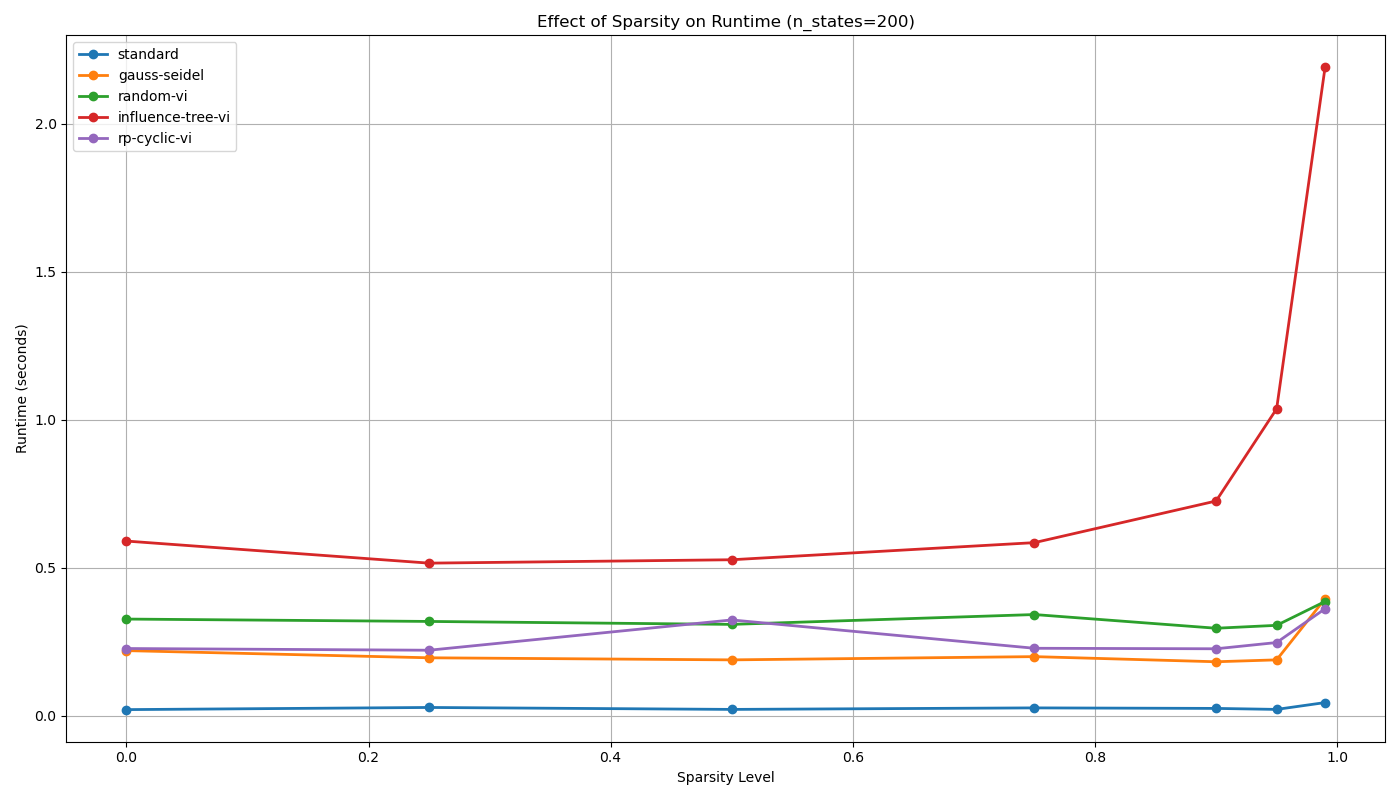 Effect of Sparsity on Runtime (n_states=200)
standard
gauss-seidel
random-vi
influence-tree-vi
rp-cyclic-vi
Runtime (seconds)
2.0
1.5
1.0
0.5
0.0
0.0 0.2 0.4 0.6 0.8 1.0
Sparsity Level